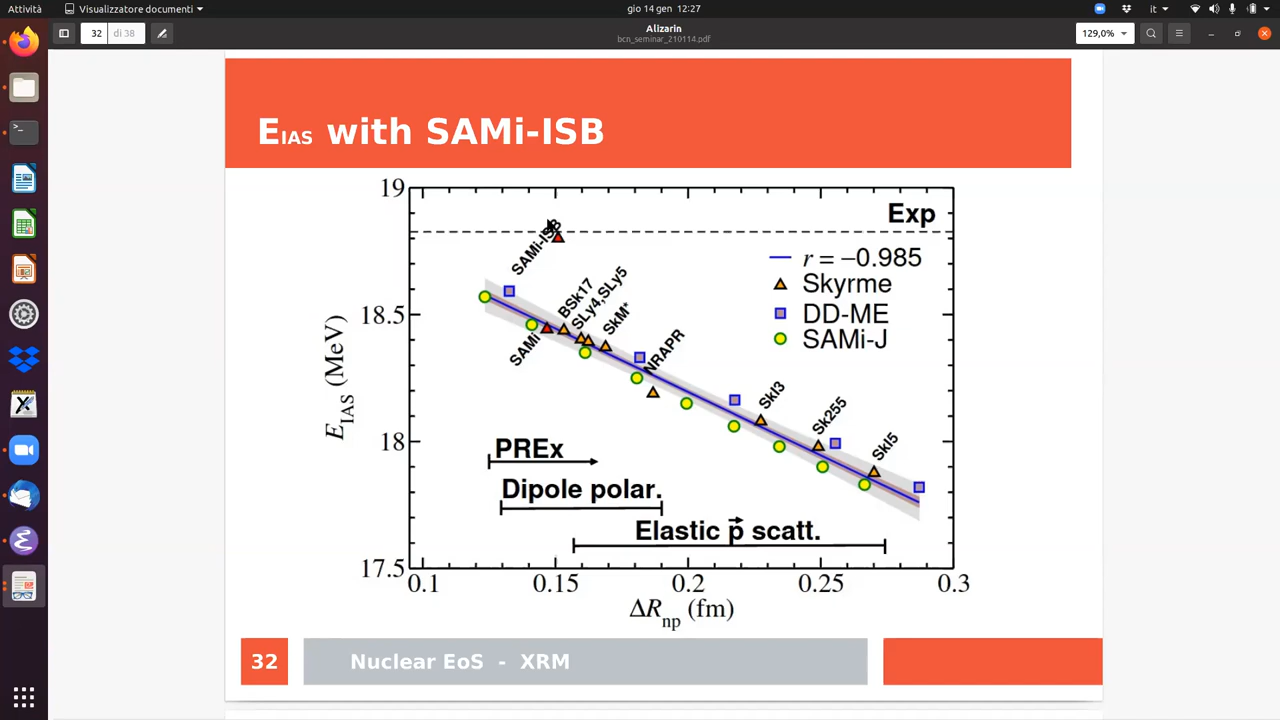 Attività
Visualizzatore documenti
gio 14 gen 12:27
it
32
di 38
Alizarin
bcn_seminar_210114.pdf
129,0%
EIAS with SAMi-ISB
19
18.5
18
17.5
EIAS (MeV)
Exp
r = −0.985
Skyrme
DD-ME
SAMi-J
SAMi-ISB
SAMi
BSk17
SLy4,SLy5
SkM*
NRAPR
SkI3
Sk255
SkI5
PREx
Dipole polar.
Elastic p⃗ scatt.
0.1
0.15
0.2
0.25
0.3
ΔRnp (fm)
32
Nuclear EoS - XRM